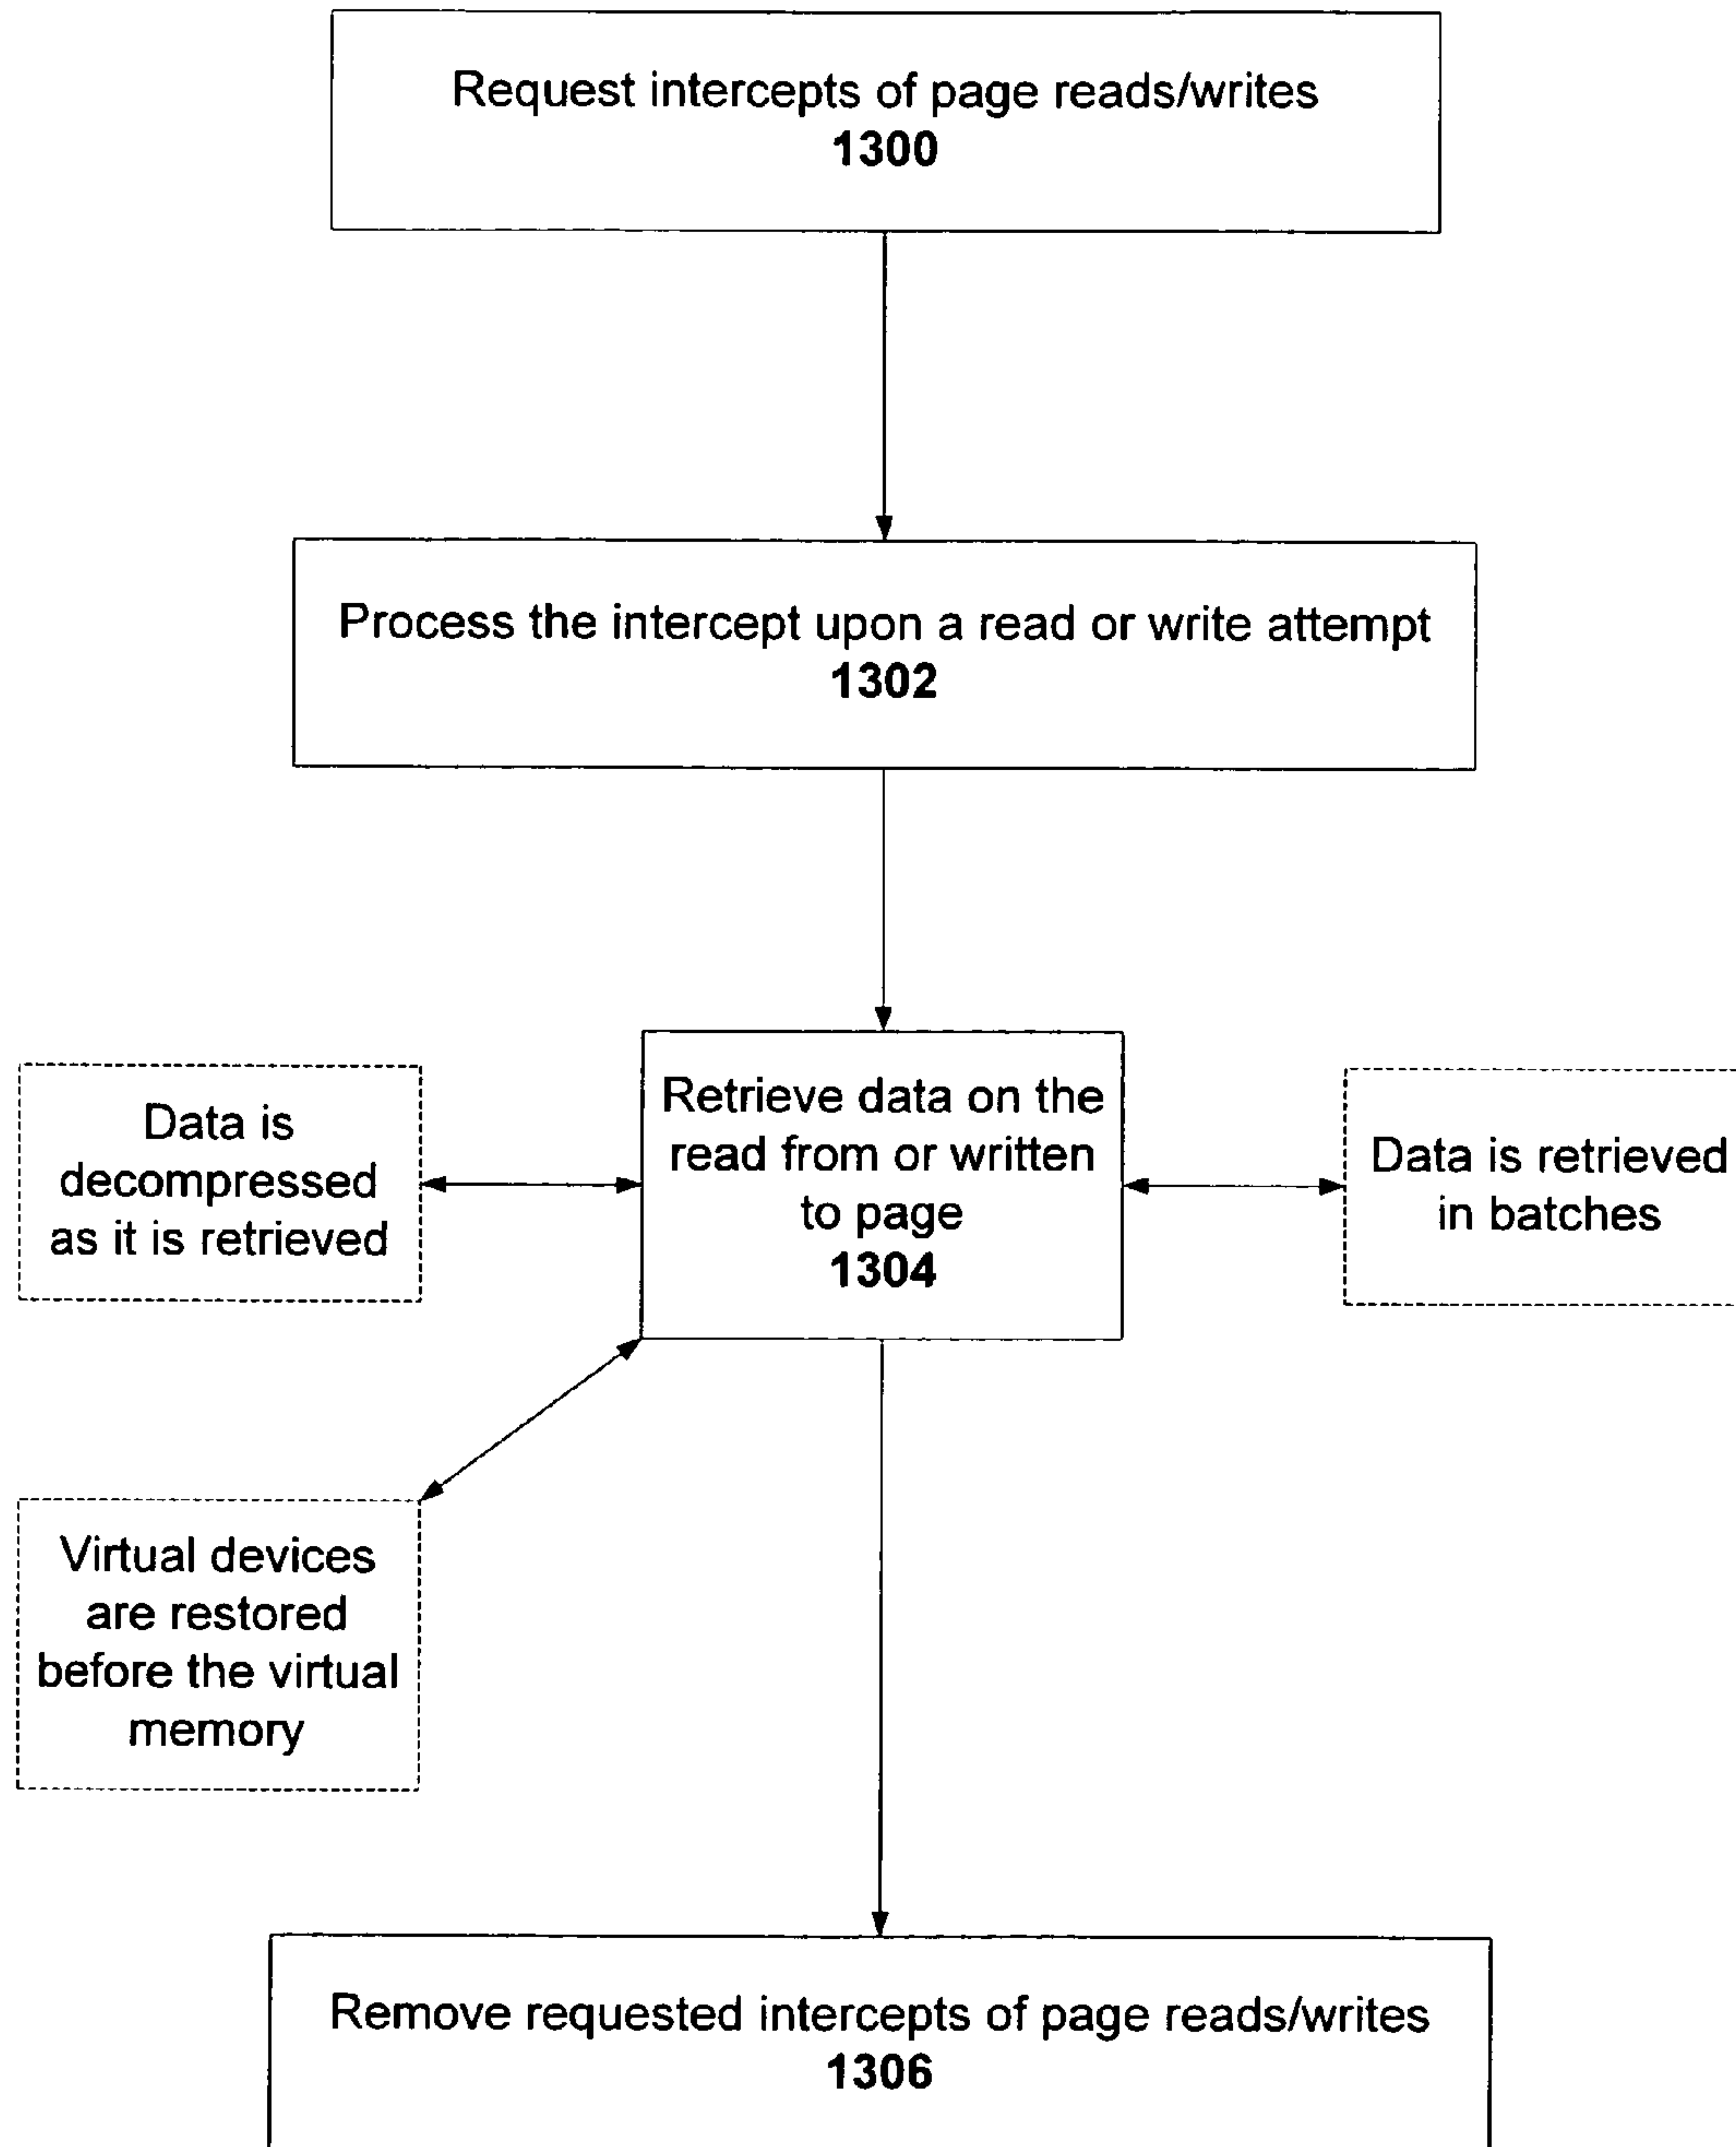 Request intercepts of page reads/writes
1300
Process the intercept upon a read or write attempt
1302
Data is
decompressed
as it is retrieved
Retrieve data on the
read from or written
to page
1304
Data is retrieved
in batches
Virtual devices
are restored
before the virtual
memory
Remove requested intercepts of page reads/writes
1306